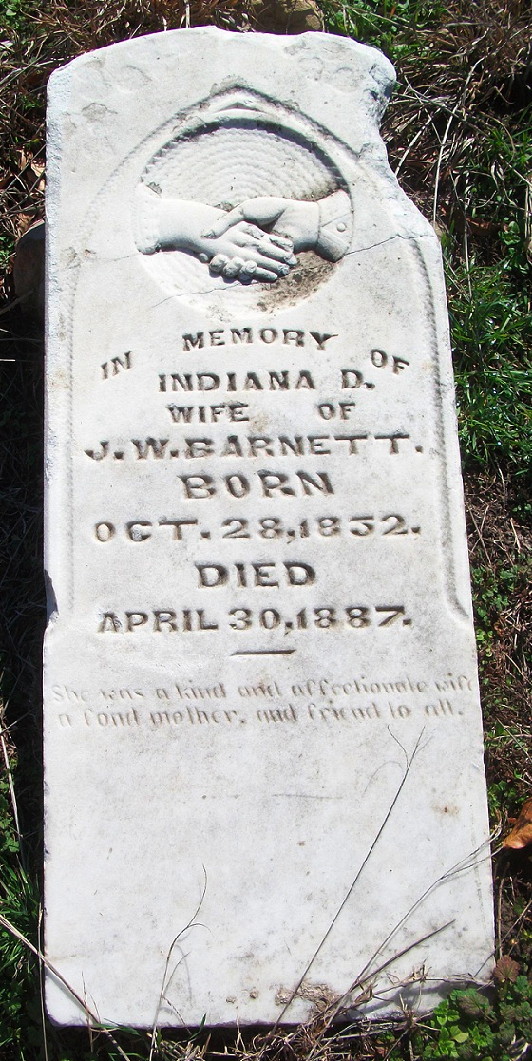 IN MEMORY OF
INDIANA D.
WIFE OF
J. W. BARNETT.
BORN
OCT. 28, 1852.
DIED
APRIL 30, 1887.
She was a kind and affectionate wife
a fond mother, and friend to all.